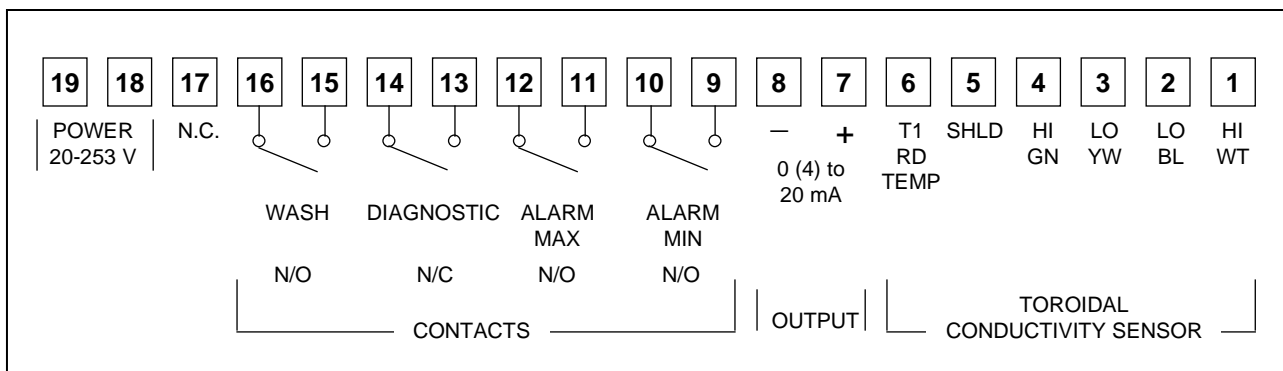 19 18 17 16 15 14 13 12 11 10 9 8 7 6 5 4 3 2 1
POWER
20-253 V
N.C.
− +
0 (4) to
20 mA
T1
RD
TEMP
SHLD
HI
GN
LO
YW
LO
BL
HI
WT
WASH
DIAGNOSTIC
ALARM
MAX
ALARM
MIN
N/O
N/C
N/O
N/O
CONTACTS
OUTPUT
TOROIDAL
CONDUCTIVITY SENSOR